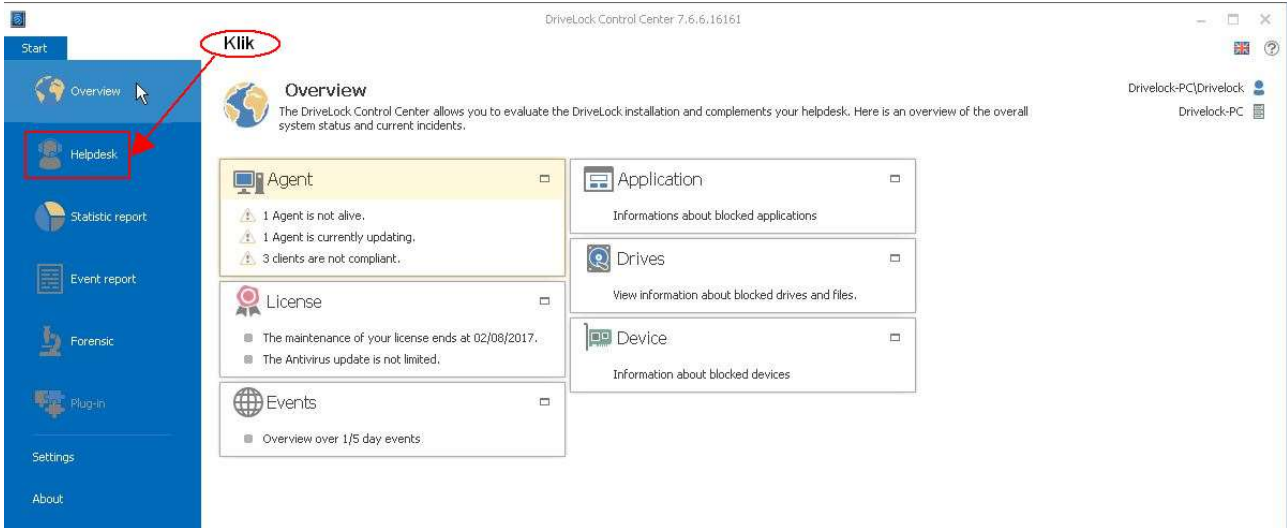 DriveLock Control Center 7.6.6.16161
Start
Klik
Overview
Helpdesk
Statistic report
Event report
Forensic
Plug-in
Settings
About
Overview
The DriveLock Control Center allows you to evaluate the DriveLock installation and complements your helpdesk. Here is an overview of the overall
system status and current incidents.
Drivelock-PC\Drivelock
Drivelock-PC
Agent
1 Agent is not alive.
1 Agent is currently updating.
3 clients are not compliant.
License
The maintenance of your license ends at 02/08/2017.
The Antivirus update is not limited.
Events
Overview over 1/5 day events
Application
Informations about blocked applications
Drives
View information about blocked drives and files.
Device
Information about blocked devices